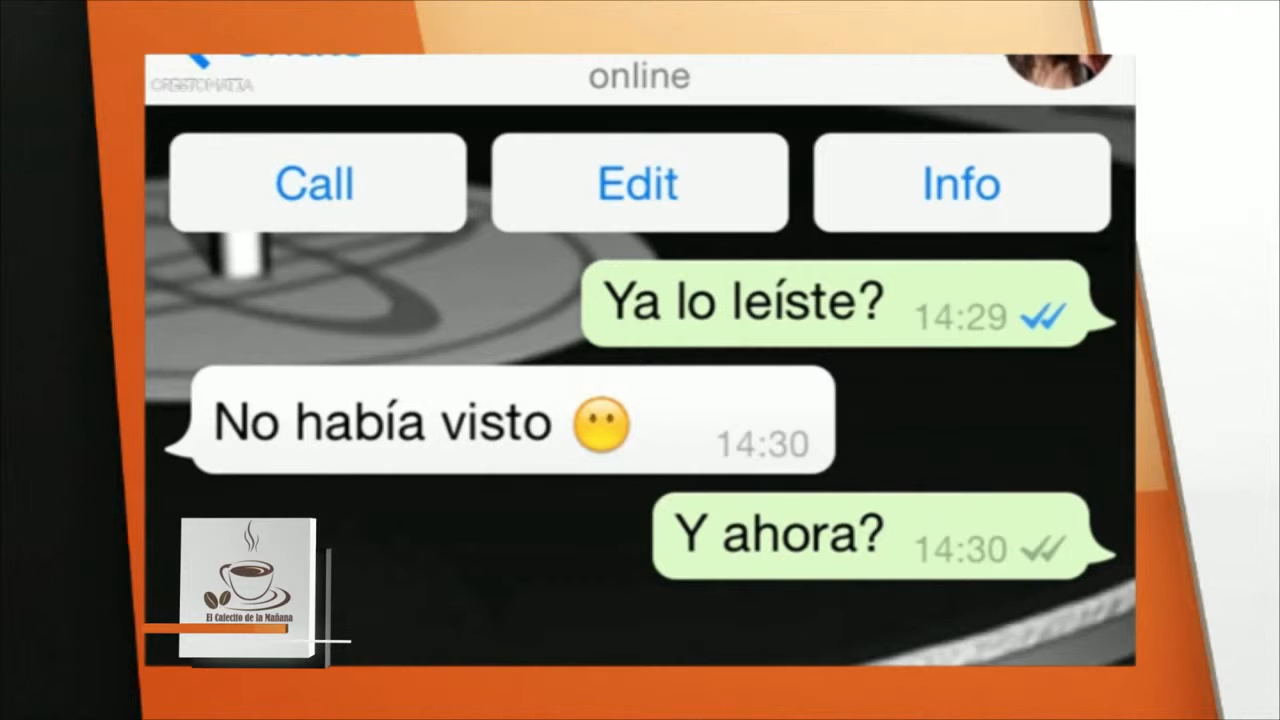 online
Call
Edit
Info
Ya lo leíste? 14:29
No había visto 14:30
Y ahora? 14:30
El Cafecito de la Mañana